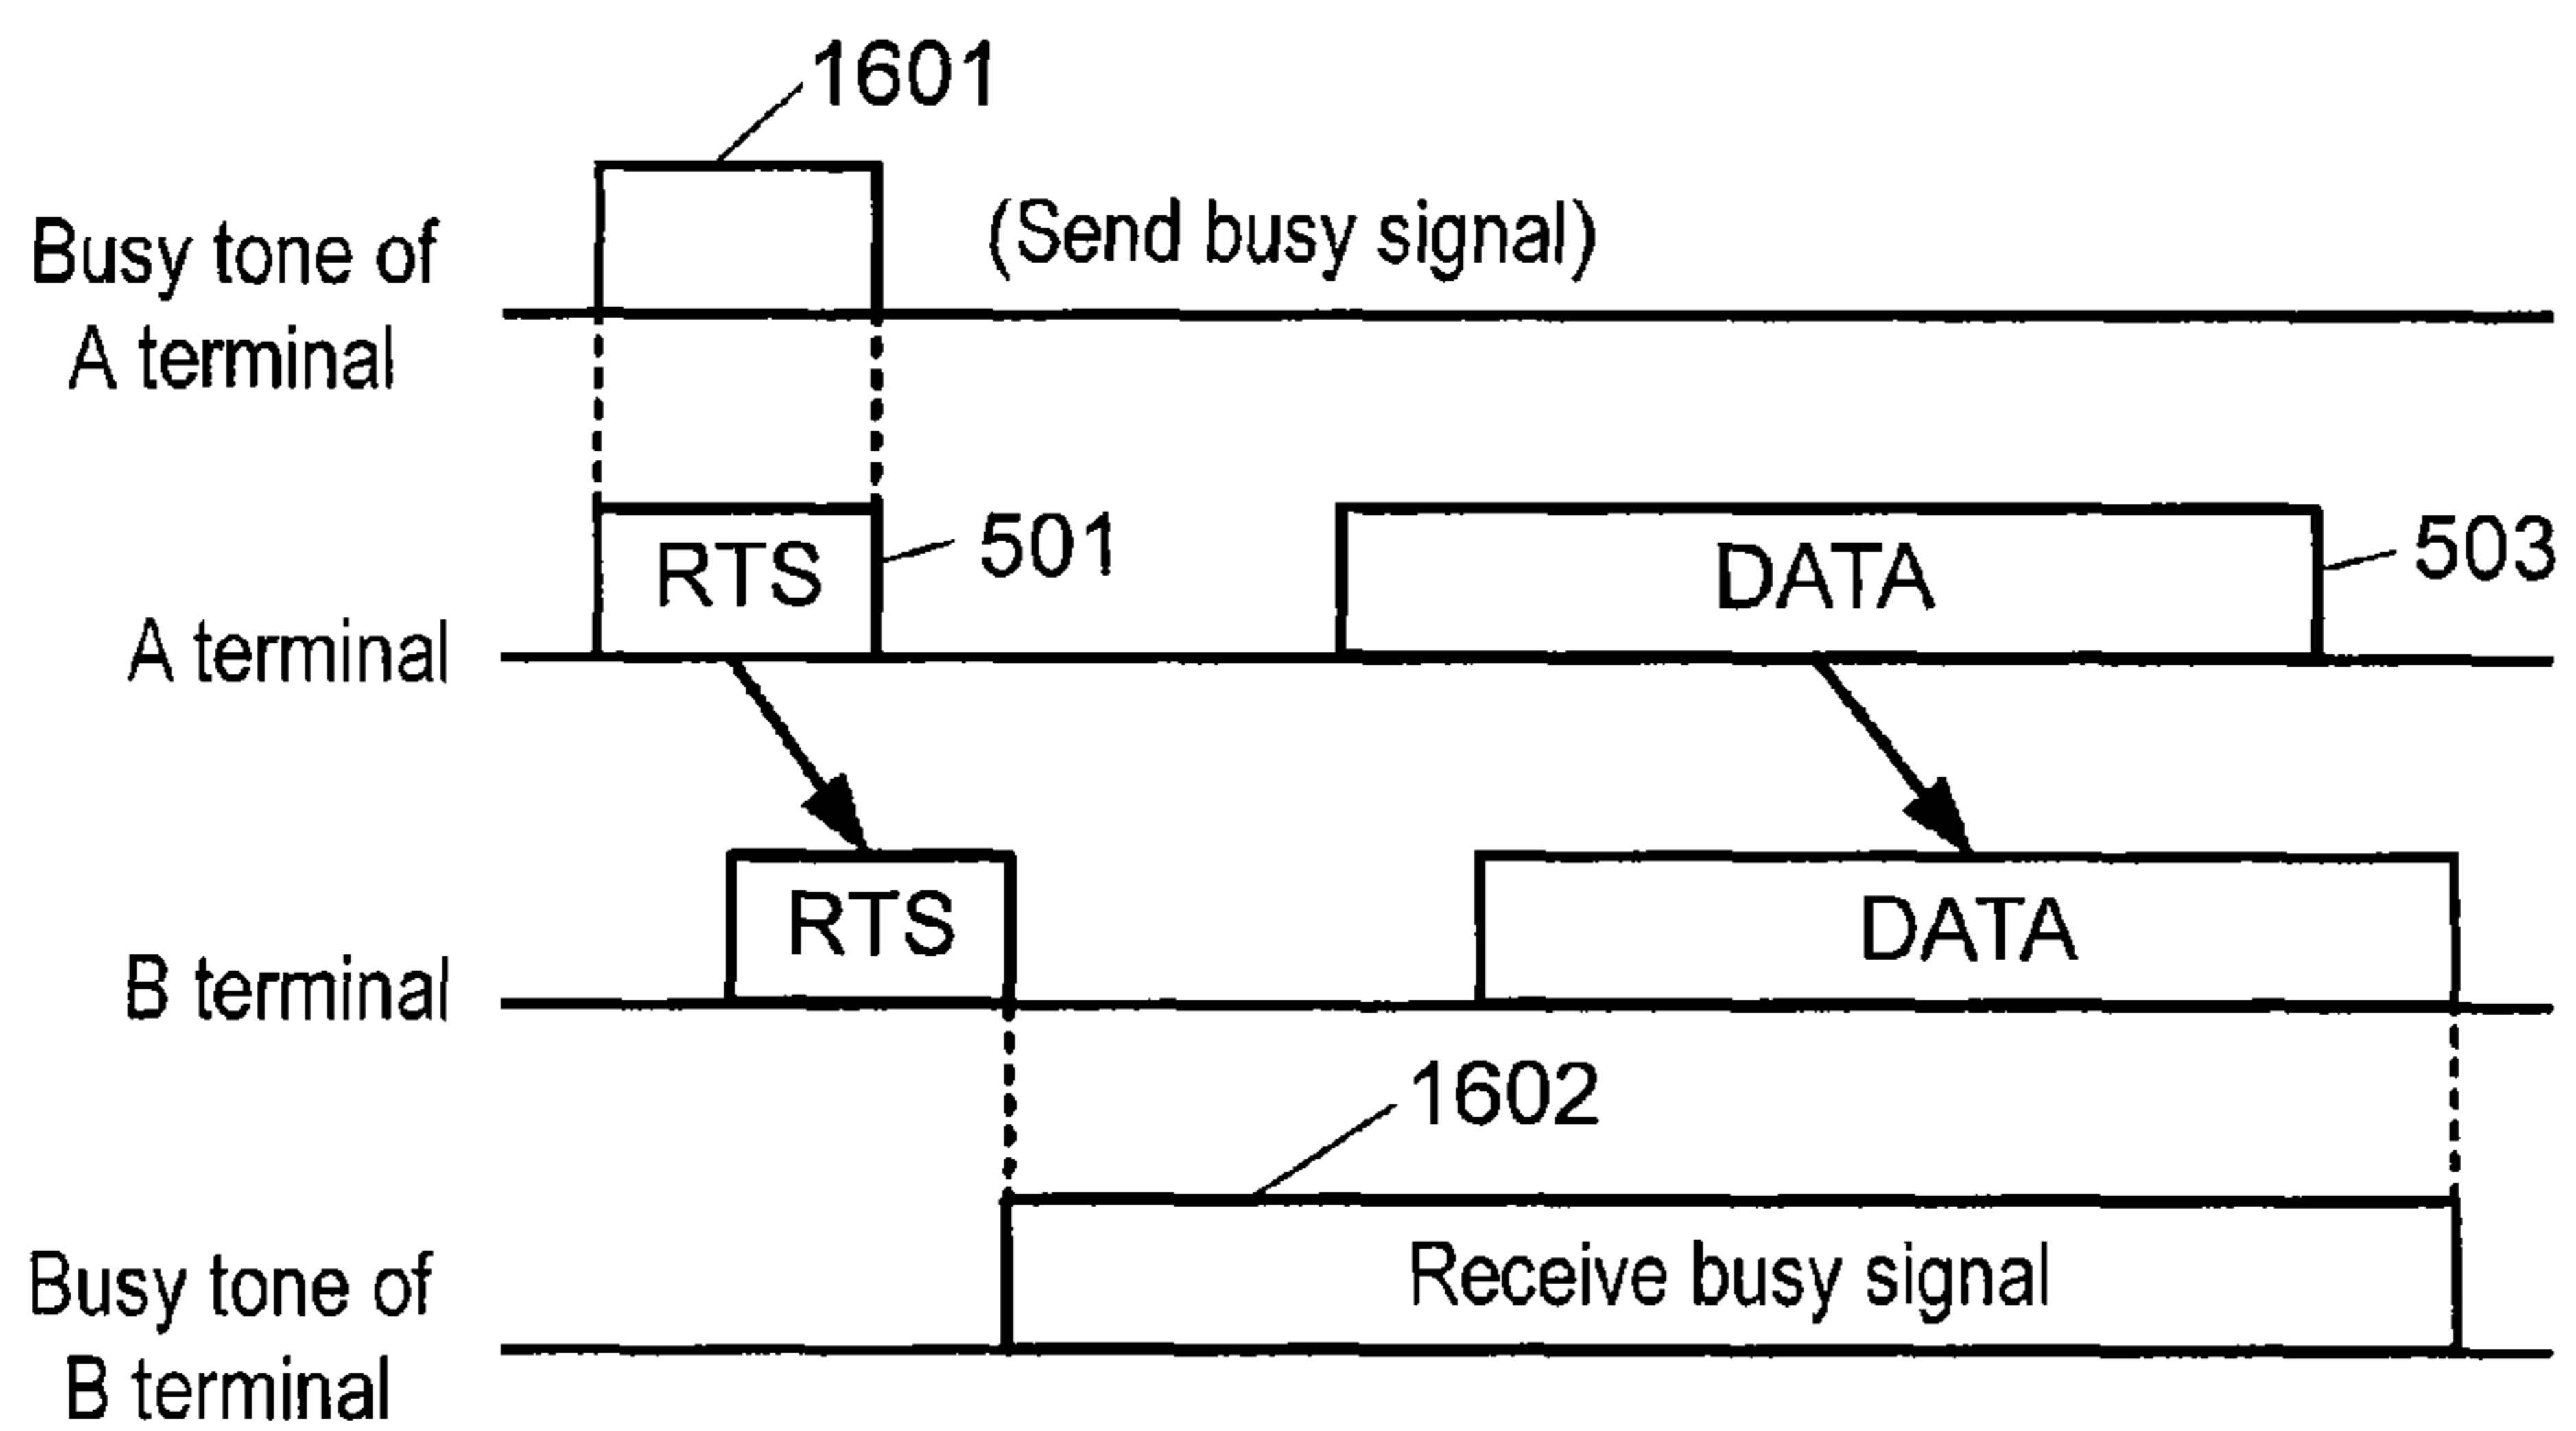 1601
Busy tone of
A terminal
(Send busy signal)
RTS
501
DATA
503
A terminal
RTS
DATA
B terminal
1602
Busy tone of
B terminal
Receive busy signal